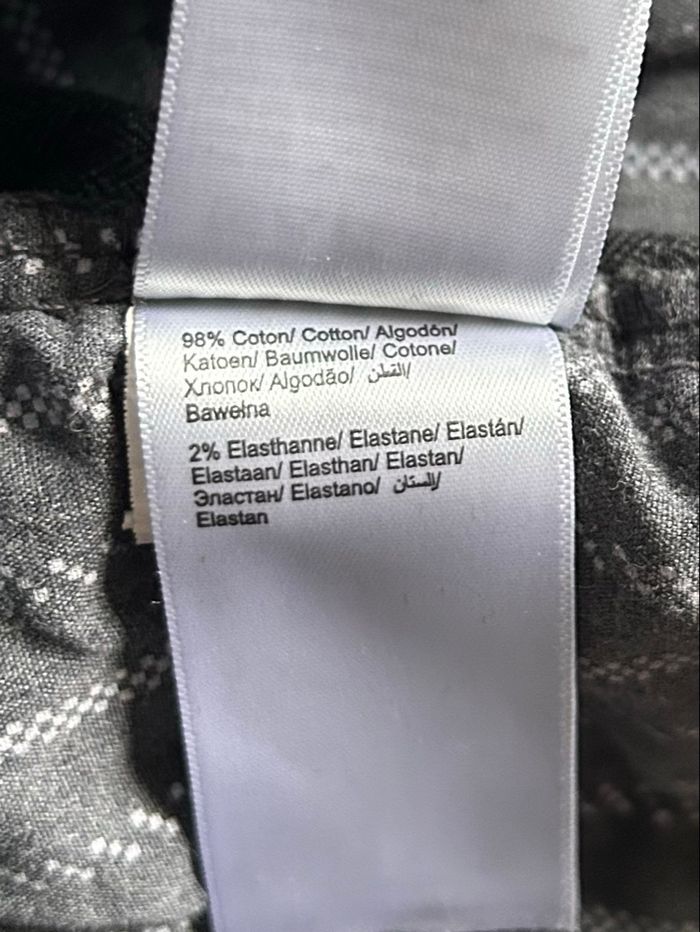 98% Coton/ Cotton/ Algodón/
Katoen/ Baumwolle/ Cotone/
Хлопок/ Algodão/ القطن/
Bawełna
2% Elasthanne/ Elastane/ Elastán/
Elastaan/ Elasthan/ Elastan/
Эластан/ Elastano/ إلستان/
Elastan